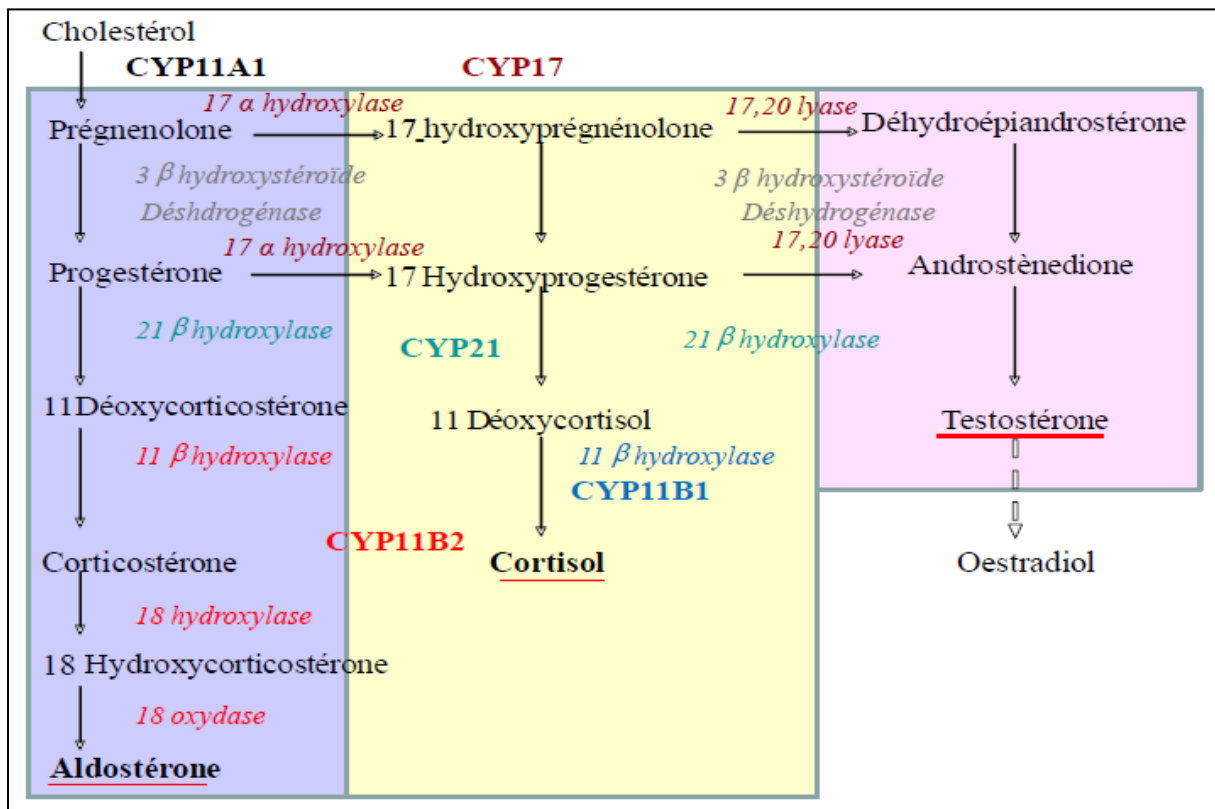 Cholestérol
CYP11A1 CYP17
17 α hydroxylase 17,20 lyase
Prégnenolone 17_hydroxyprégnénolone Déhydroépiandrostérone
3 β hydroxystéroïde 3 β hydroxystéroïde
Déshdrogénase Déshydrogénase
17 α hydroxylase 17,20 lyase
Progestérone 17 Hydroxyprogestérone Androstènedione
21 β hydroxylase CYP21 21 β hydroxylase
11Déoxycorticostérone 11 Déoxycortisol Testostérone
11 β hydroxylase 11 β hydroxylase
CYP11B1
CYP11B2
Corticostérone Cortisol Oestradiol
18 hydroxylase
18 Hydroxycorticostérone
18 oxydase
Aldostérone